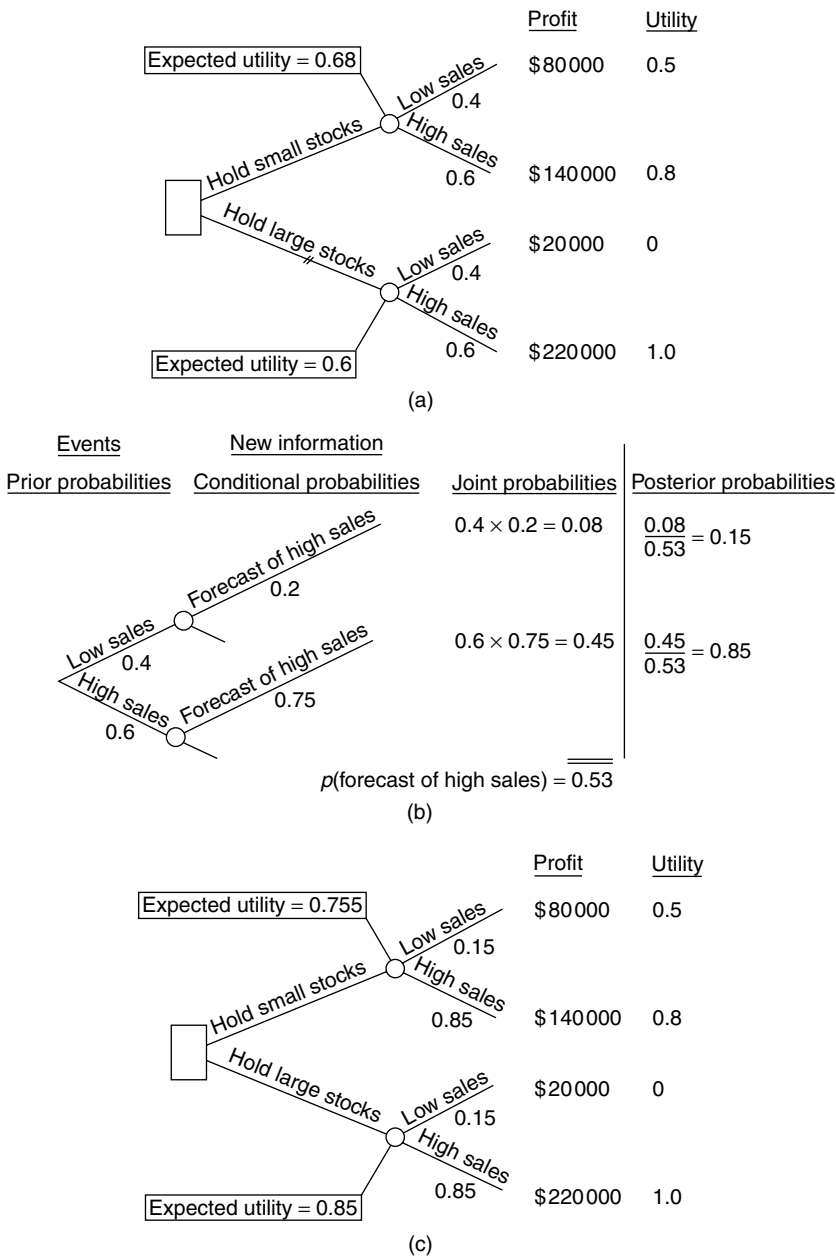 Profit Utility
Expected utility = 0.68
Low sales $80000 0.5
0.4
Hold small stocks
High sales
0.6 $140000 0.8
Hold large stocks
Low sales $20000 0
0.4
High sales
0.6 $220000 1.0
Expected utility = 0.6
(a)
Events New information
Prior probabilities Conditional probabilities Joint probabilities Posterior probabilities
Forecast of high sales 0.4 × 0.2 = 0.08 0.08
0.53 = 0.15
0.2
Low sales
0.4
Forecast of high sales 0.6 × 0.75 = 0.45 0.45
0.53 = 0.85
0.75
High sales
0.6
p(forecast of high sales) = 0.53
(b)
Profit Utility
Expected utility = 0.755
Low sales $80000 0.5
0.15
Hold small stocks
High sales
0.85 $140000 0.8
Hold large stocks
Low sales $20000 0
0.15
High sales
0.85 $220000 1.0
Expected utility = 0.85
(c)